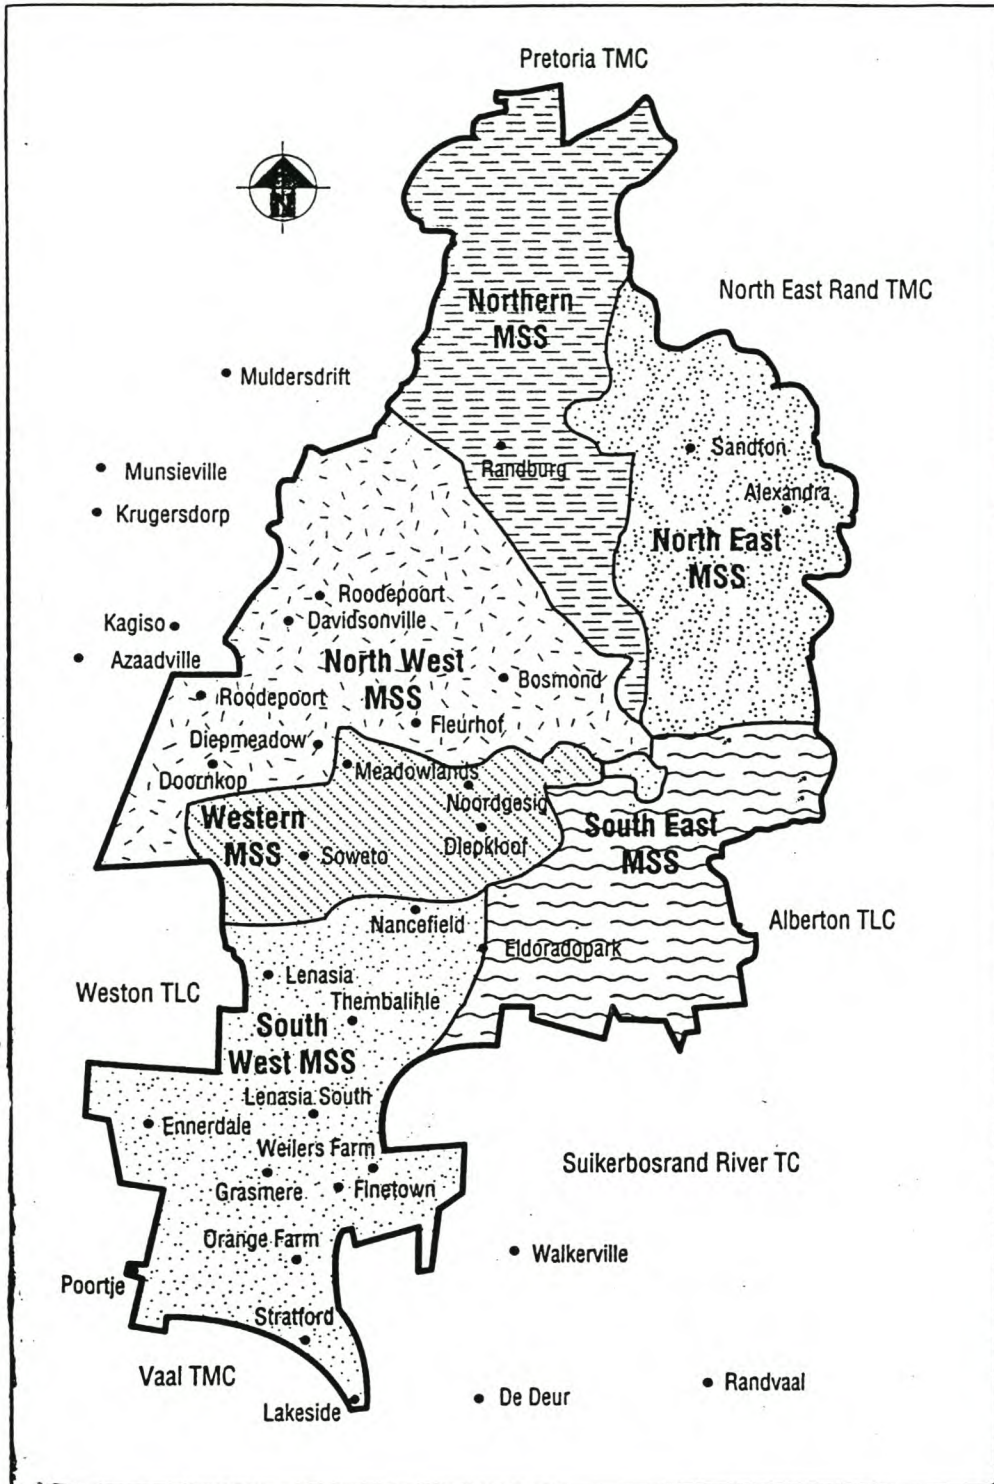 Pretoria TMC
N
North East Rand TMC
Northern
MSS
Muldersdrift
Sandton
Randburg
Munsieville
Alexandra
Krugersdorp
North East
MSS
Roodepoort
Davidsonville
Kagiso
Azaadville
North West
MSS
Bosmond
Roodepoort
Fleurhof
Diepmeadow
Doornkop
Meadowlands
Noordgesig
Western
MSS
South East
MSS
Diepkloof
Soweto
Nancefield
Alberton TLC
Eldoradopark
Lenasia
Weston TLC
Thembalihle
South
West MSS
Lenasia South
Ennerdale
Weilers Farm
Suikerbosrand River TC
Grasmere
Finetown
Orange Farm
Walkerville
Poortje
Stratford
Vaal TMC
Randvaal
De Deur
Lakeside